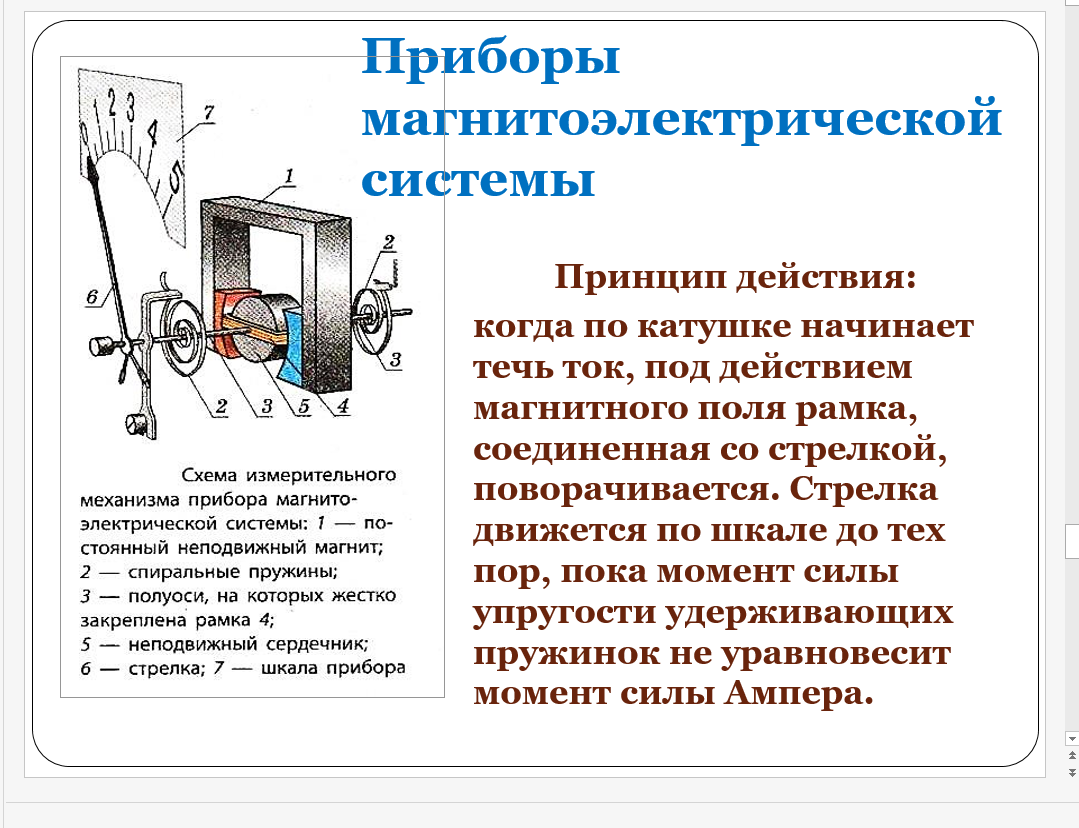 Приборы
магнитоэлектрической
системы
0 1 2 3 4 5
7
1
2
6
3
2 3 5 4
Схема измерительного
механизма прибора магнито-
электрической системы: 1 — по-
стоянный неподвижный магнит;
2 — спиральные пружины;
3 — полуоси, на которых жестко
закреплена рамка 4;
5 — неподвижный сердечник;
6 — стрелка; 7 — шкала прибора
Принцип действия:
когда по катушке начинает
течь ток, под действием
магнитного поля рамка,
соединенная со стрелкой,
поворачивается. Стрелка
движется по шкале до тех
пор, пока момент силы
упругости удерживающих
пружинок не уравновесит
момент силы Ампера.